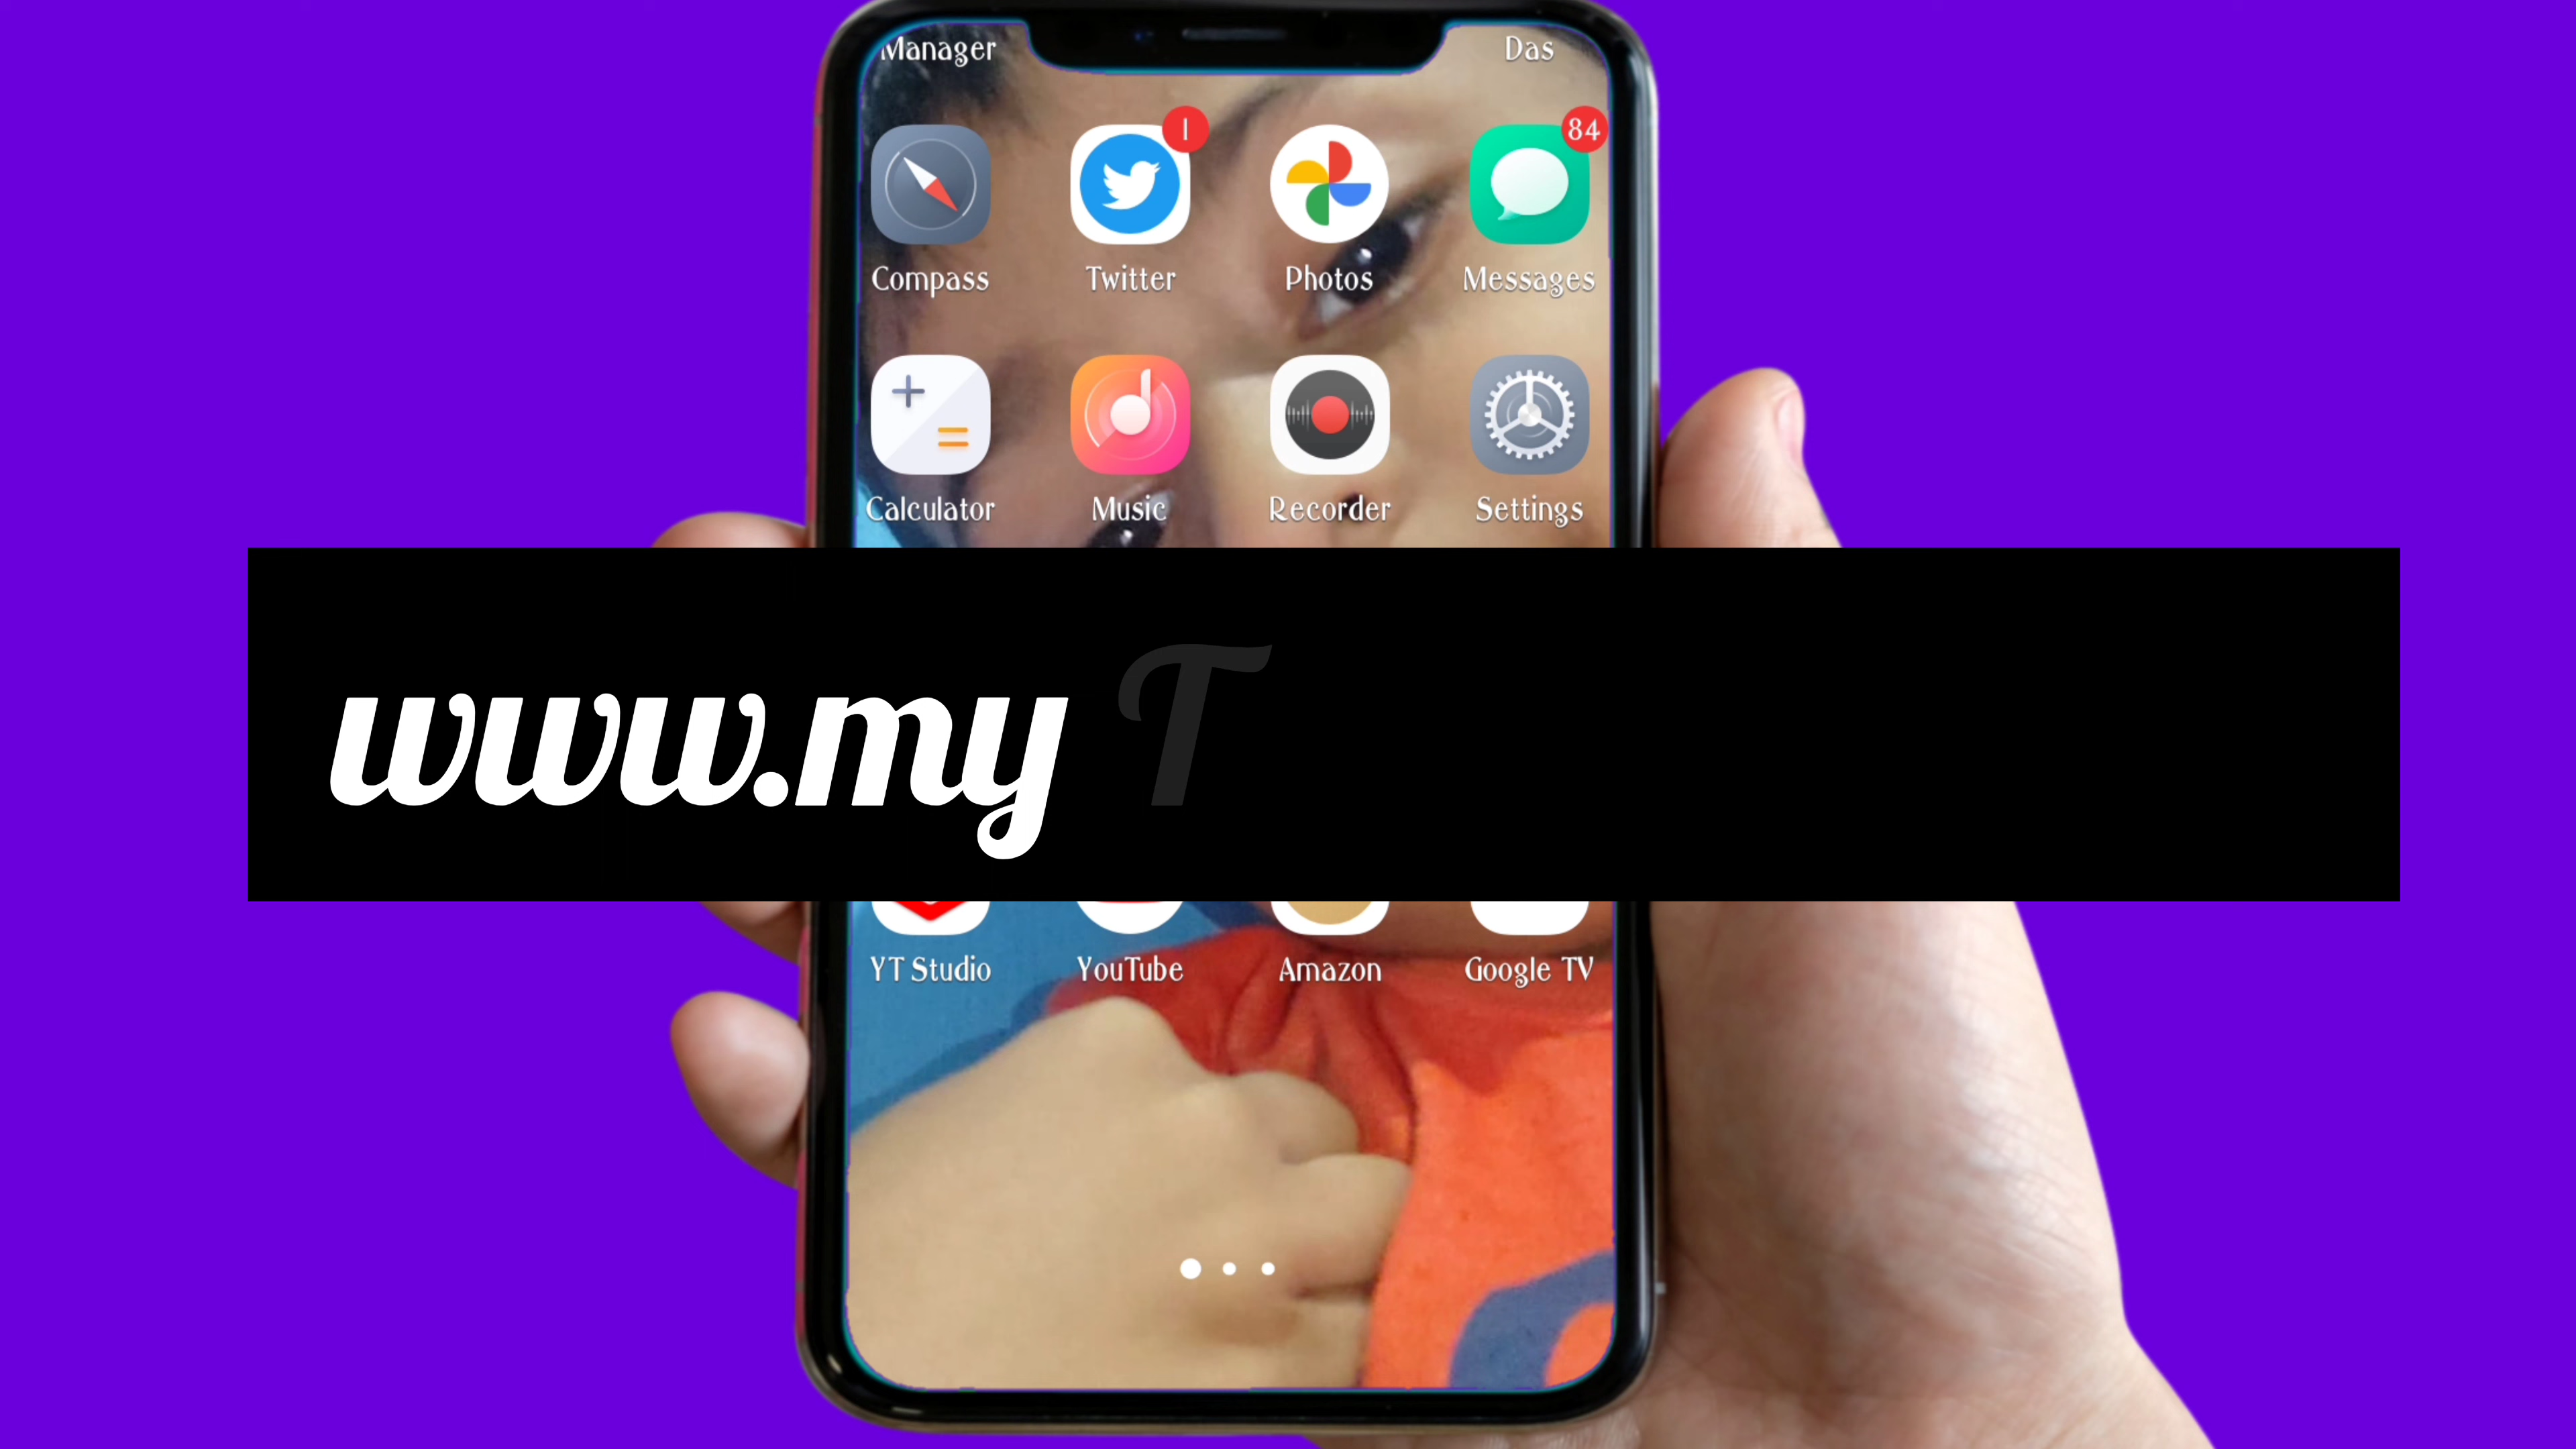 Manager Das
1 84
Compass Twitter Photos Messages
Calculator Music Recorder Settings
www.my T
YT Studio YouTube Amazon Google TV